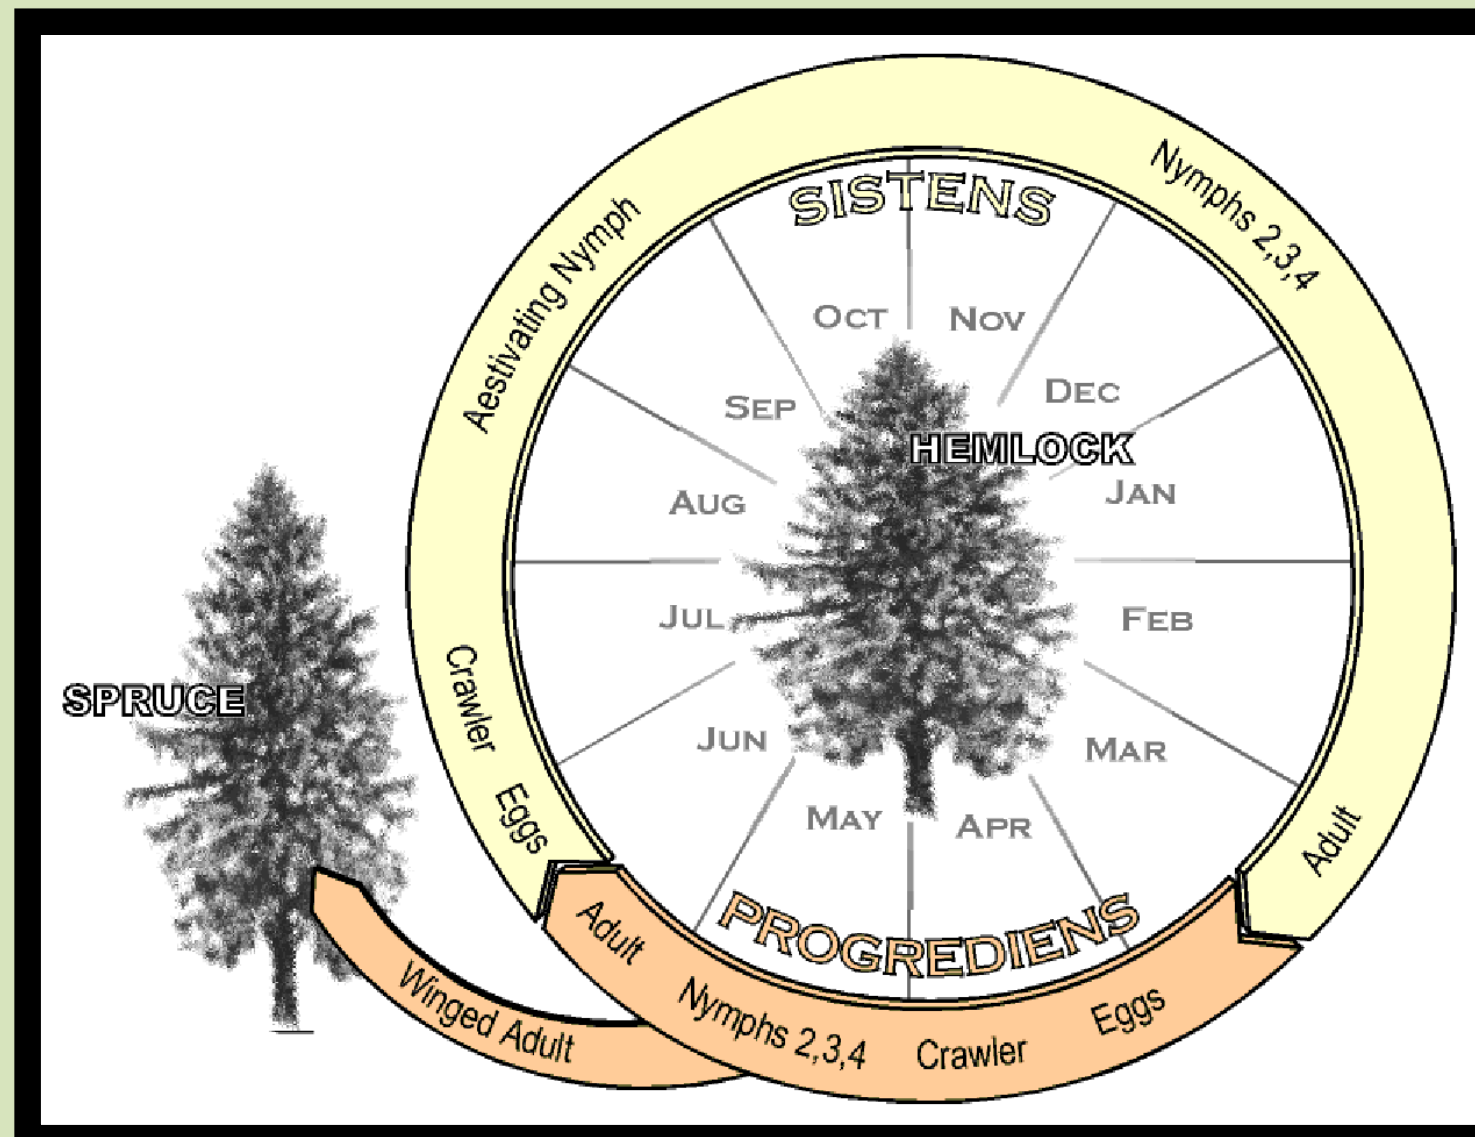 SISTENS
Nymphs 2,3,4
Aestivating Nymph
OCT
NOV
SEP
DEC
HEMLOCK
AUG
JAN
JUL
FEB
SPRUCE
Crawler
JUN
MAR
Eggs
MAY
APR
Adult
PROGREDIENS
Adult
Nymphs 2,3,4
Crawler
Eggs
Winged Adult